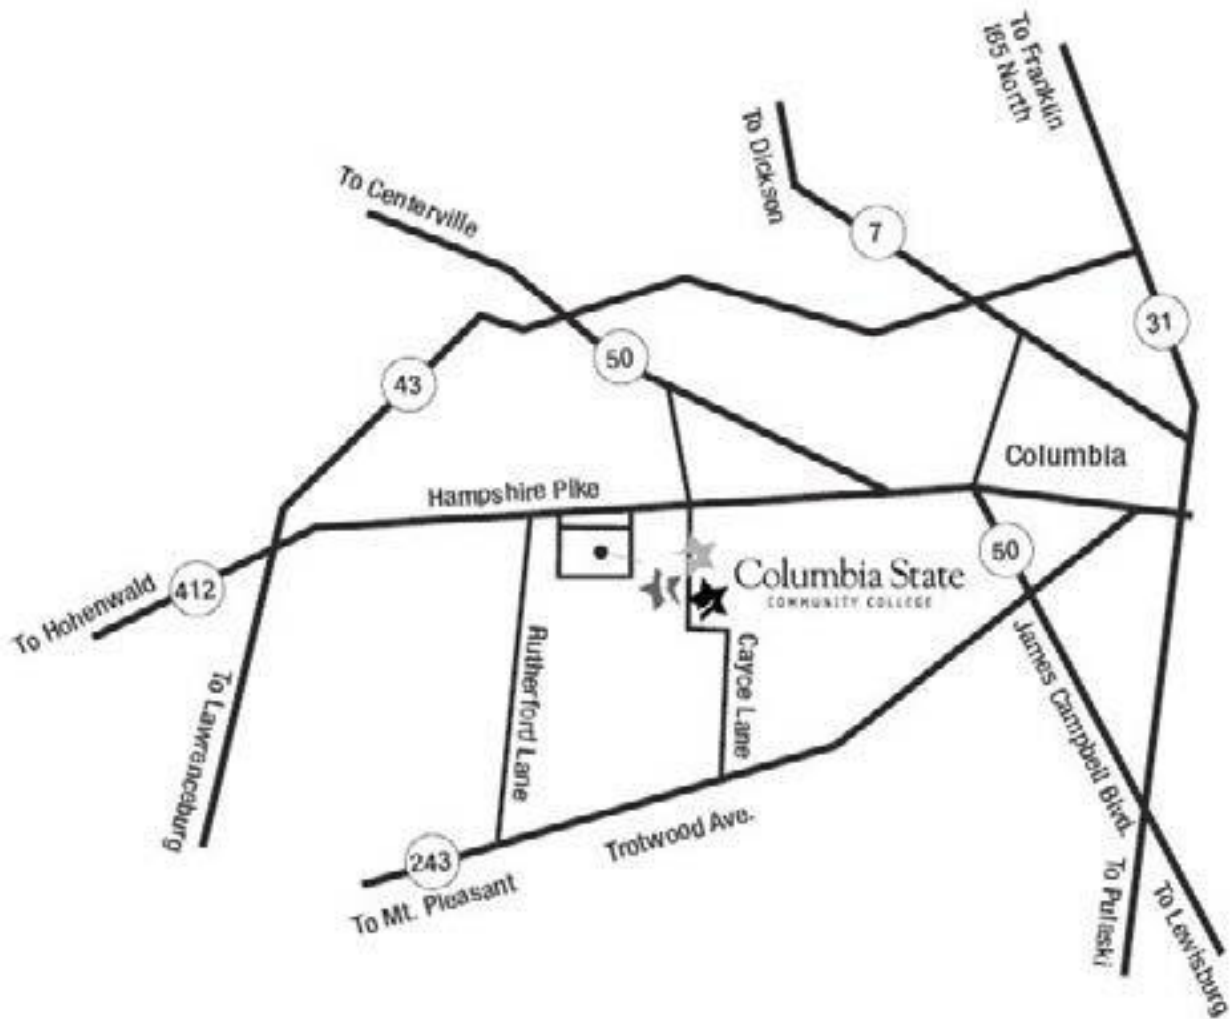 To Franklin
165 North
To Dickson
To Centerville
7
31
50
43
Columbia
Hampshire Pike
50
Columbia State
COMMUNITY COLLEGE
412
To Hohenwald
Rutherford Lane
Cayce Lane
James Campbell Blvd.
To Lawrenceburg
Trotwood Ave.
243
To Mt. Pleasant
To Pulaski
To Lewisburg